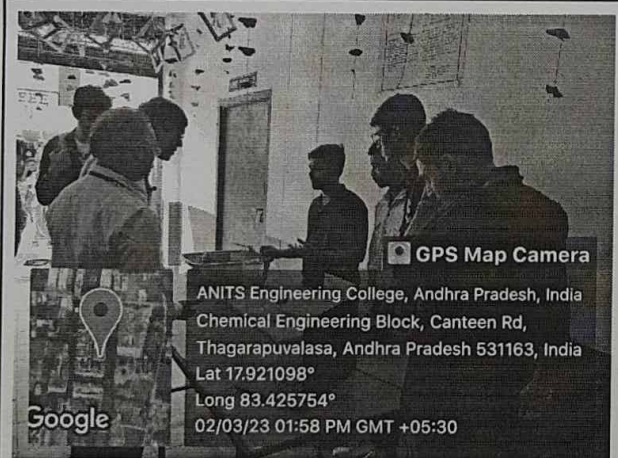 GPS Map Camera
ANITS Engineering College, Andhra Pradesh, India
Chemical Engineering Block, Canteen Rd,
Thagarapuvalasa, Andhra Pradesh 531163, India
Lat 17.921098°
Long 83.425754°
02/03/23 01:58 PM GMT +05:30
Google